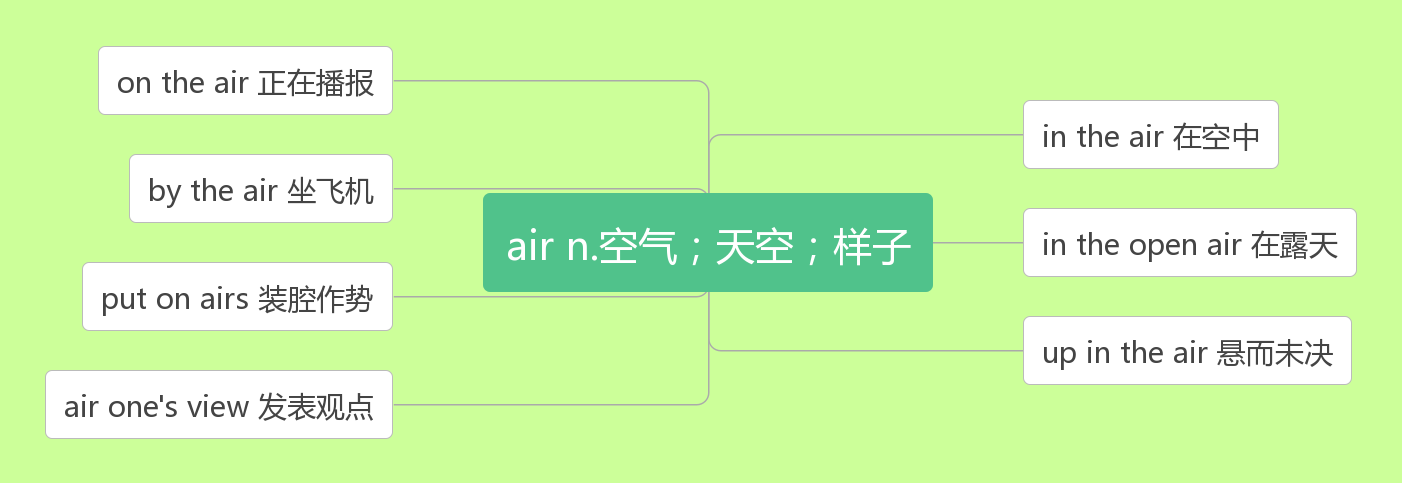 on the air 正在播报
by the air 坐飞机
put on airs 装腔作势
air one's view 发表观点
air n.空气；天空；样子
in the air 在空中
in the open air 在露天
up in the air 悬而未决